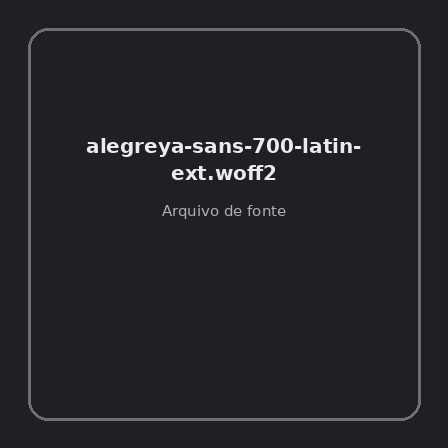 alegreya-sans-700-latin-
ext.woff2
Arquivo de fonte